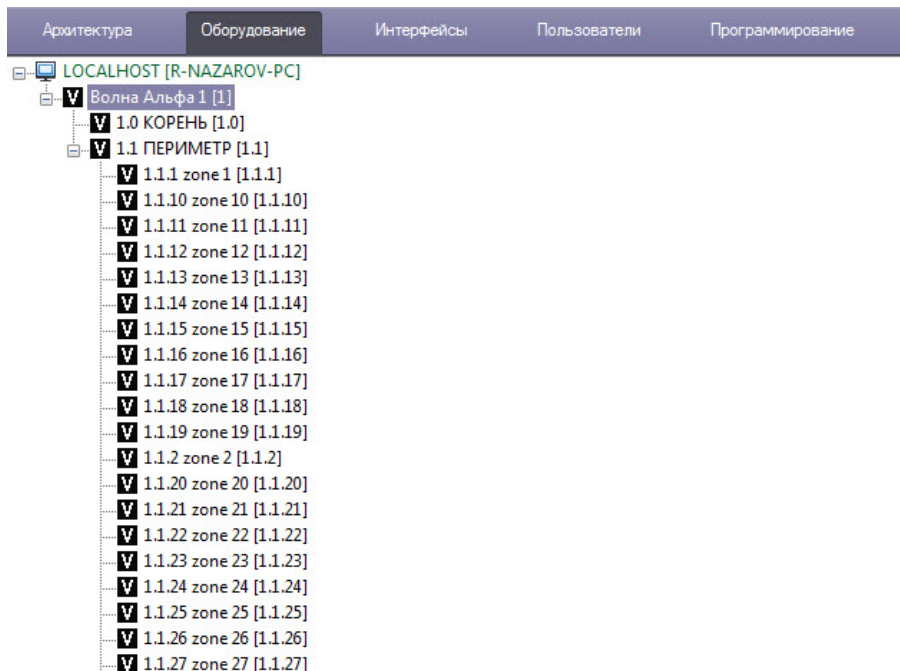 Архитектура Оборудование Интерфейсы Пользователи Программирование
LOCALHOST [R-NAZAROV-PC]
V Волна Альфа 1 [1]
V 1.0 КОРЕНЬ [1.0]
V 1.1 ПЕРИМЕТР [1.1]
V 1.1.1 zone 1 [1.1.1]
V 1.1.10 zone 10 [1.1.10]
V 1.1.11 zone 11 [1.1.11]
V 1.1.12 zone 12 [1.1.12]
V 1.1.13 zone 13 [1.1.13]
V 1.1.14 zone 14 [1.1.14]
V 1.1.15 zone 15 [1.1.15]
V 1.1.16 zone 16 [1.1.16]
V 1.1.17 zone 17 [1.1.17]
V 1.1.18 zone 18 [1.1.18]
V 1.1.19 zone 19 [1.1.19]
V 1.1.2 zone 2 [1.1.2]
V 1.1.20 zone 20 [1.1.20]
V 1.1.21 zone 21 [1.1.21]
V 1.1.22 zone 22 [1.1.22]
V 1.1.23 zone 23 [1.1.23]
V 1.1.24 zone 24 [1.1.24]
V 1.1.25 zone 25 [1.1.25]
V 1.1.26 zone 26 [1.1.26]
V 1.1.27 zone 27 [1.1.27]